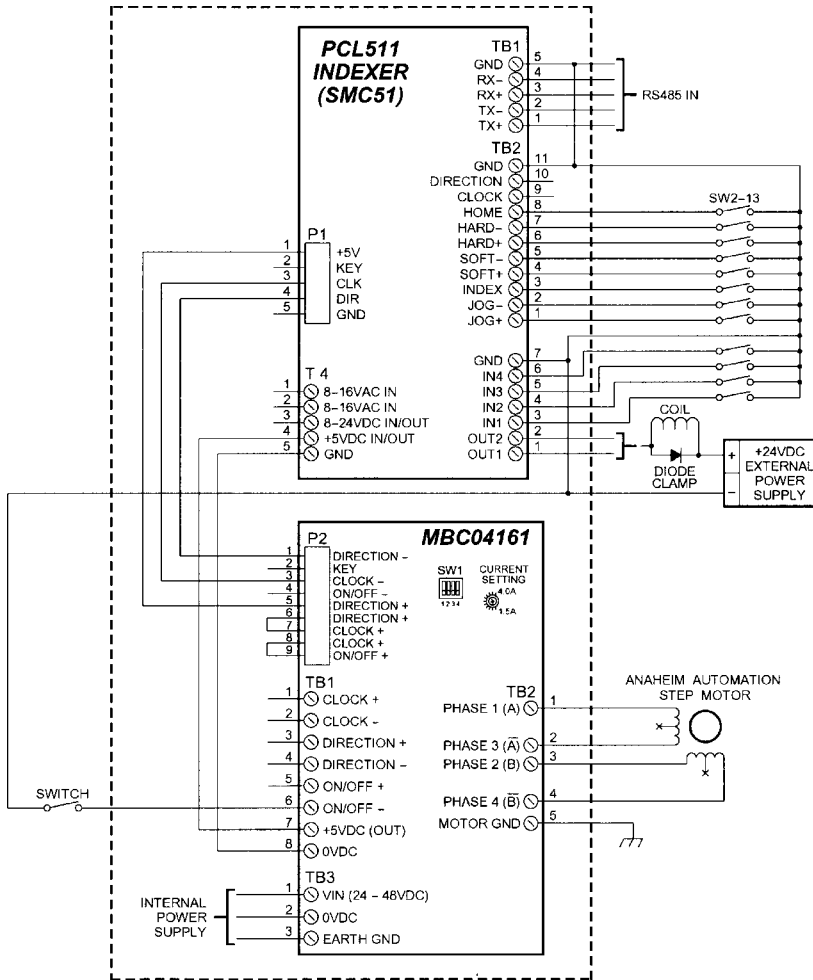 PCL511
INDEXER
(SMC51)
TB1
GND 5
RX- 4
RX+ 3
TX- 2
TX+ 1
RS485 IN
TB2
GND 11
DIRECTION 10
CLOCK 9
HOME 8
HARD- 7
HARD+ 6
SOFT- 5
SOFT+ 4
INDEX 3
JOG- 2
JOG+ 1
SW2-13
P1
1 +5V
2 KEY
3 CLK
4 DIR
5 GND
GND 7
IN4 6
IN3 5
IN2 4
IN1 3
OUT2 2
OUT1 1
T 4
1 8-16VAC IN
2 8-16VAC IN
3 8-24VDC IN/OUT
4 +5VDC IN/OUT
5 GND
COIL
DIODE
CLAMP
+ -
+24VDC
EXTERNAL
POWER
SUPPLY
MBC04161
P2
1 DIRECTION -
2 KEY
3 CLOCK -
4 ON/OFF -
5 DIRECTION +
6 DIRECTION +
7 CLOCK +
8 CLOCK +
9 ON/OFF +
SW1
1234
CURRENT
SETTING
4.0A
1.5A
TB1
1 CLOCK +
2 CLOCK -
3 DIRECTION +
4 DIRECTION -
5 ON/OFF +
6 ON/OFF -
7 +5VDC (OUT)
8 0VDC
SWITCH
TB2
PHASE 1 (A) 1
PHASE 3 (A̅) 2
PHASE 2 (B) 3
PHASE 4 (B̅) 4
MOTOR GND 5
ANAHEIM AUTOMATION
STEP MOTOR
TB3
1 VIN (24 - 48VDC)
2 0VDC
3 EARTH GND
INTERNAL
POWER
SUPPLY